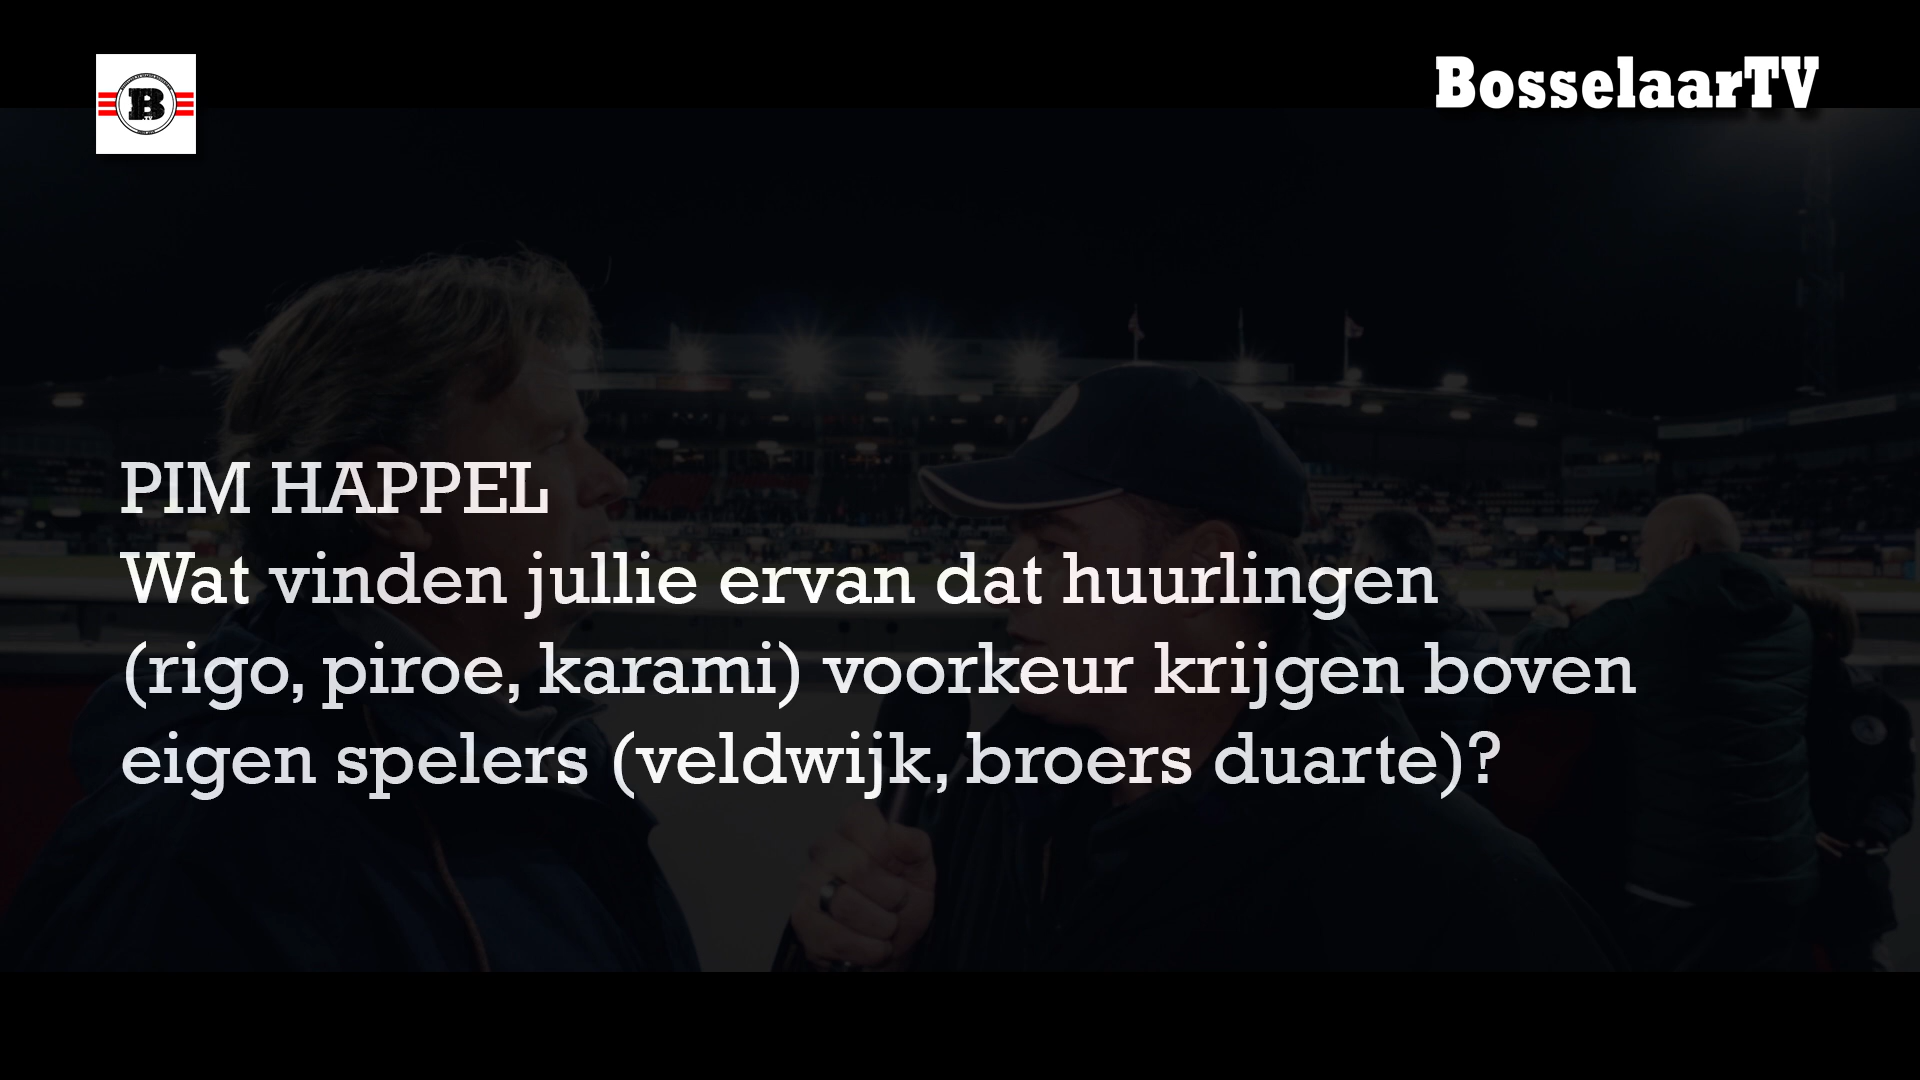 BosselaarTV
B
.TV
PIM HAPPEL
Wat vinden jullie ervan dat huurlingen
(rigo, piroe, karami) voorkeur krijgen boven
eigen spelers (veldwijk, broers duarte)?